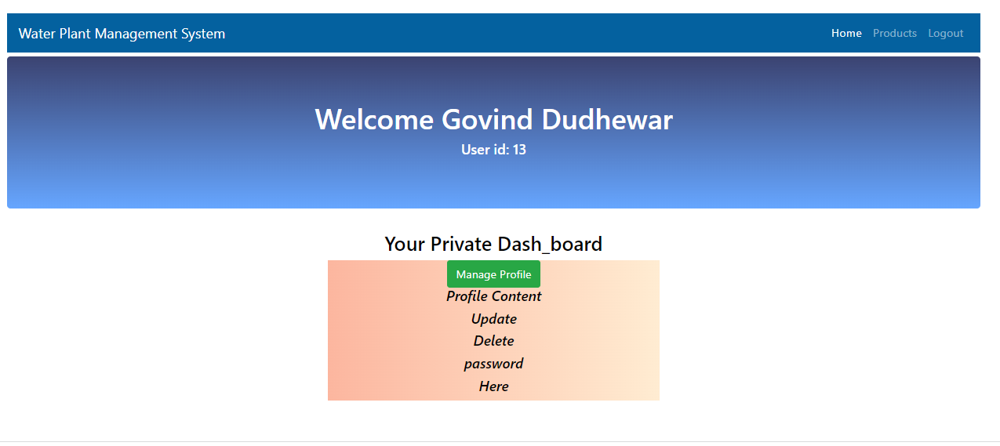 Water Plant Management System
Home Products Logout
Welcome Govind Dudhewar
User id: 13
Your Private Dash_board
Manage Profile
Profile Content
Update
Delete
password
Here